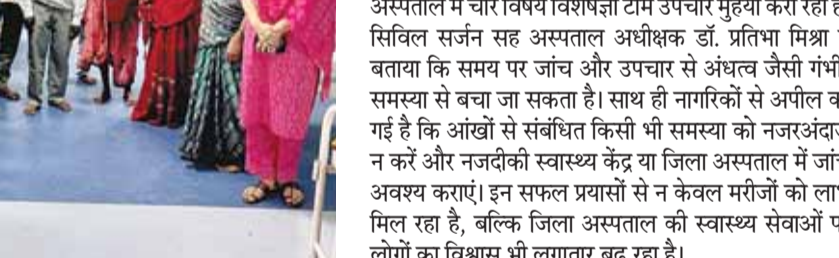 अस्पताल में चार विषय विशेषज्ञों टीम उपचार मुहैया करा रही
सिविल सर्जन सह अस्पताल अधीक्षक डॉ. प्रतिभा मिश्रा
बताया कि समय पर जांच और उपचार से अंधत्व जैसी
समस्या से बचा जा सकता है। साथ ही नागरिकों से अपील
गई है कि आंखों से संबंधित किसी भी समस्या को
न करें और नजदीकी स्वास्थ्य केंद्र या जिला अस्पताल में
अवश्य कराएं। इन सफल प्रयासों से न केवल मरीजों को
मिल रहा है, बल्कि जिला अस्पताल की स्वास्थ्य सेवाओं
लोगों का विश्वास भी लगातार बढ़ रहा है।